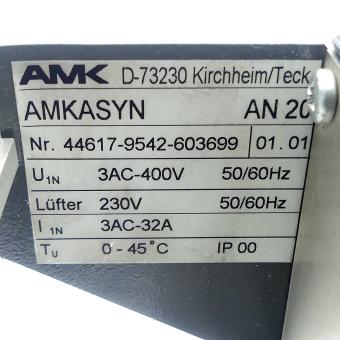 AMK D-73230 Kirchheim/Teck
AMKASYN AN 20
Nr. 44617-9542-603699 01.01
U1N 3AC-400V 50/60Hz
Lüfter 230V 50/60Hz
I 1N 3AC-32A
TU 0 - 45°C IP 00